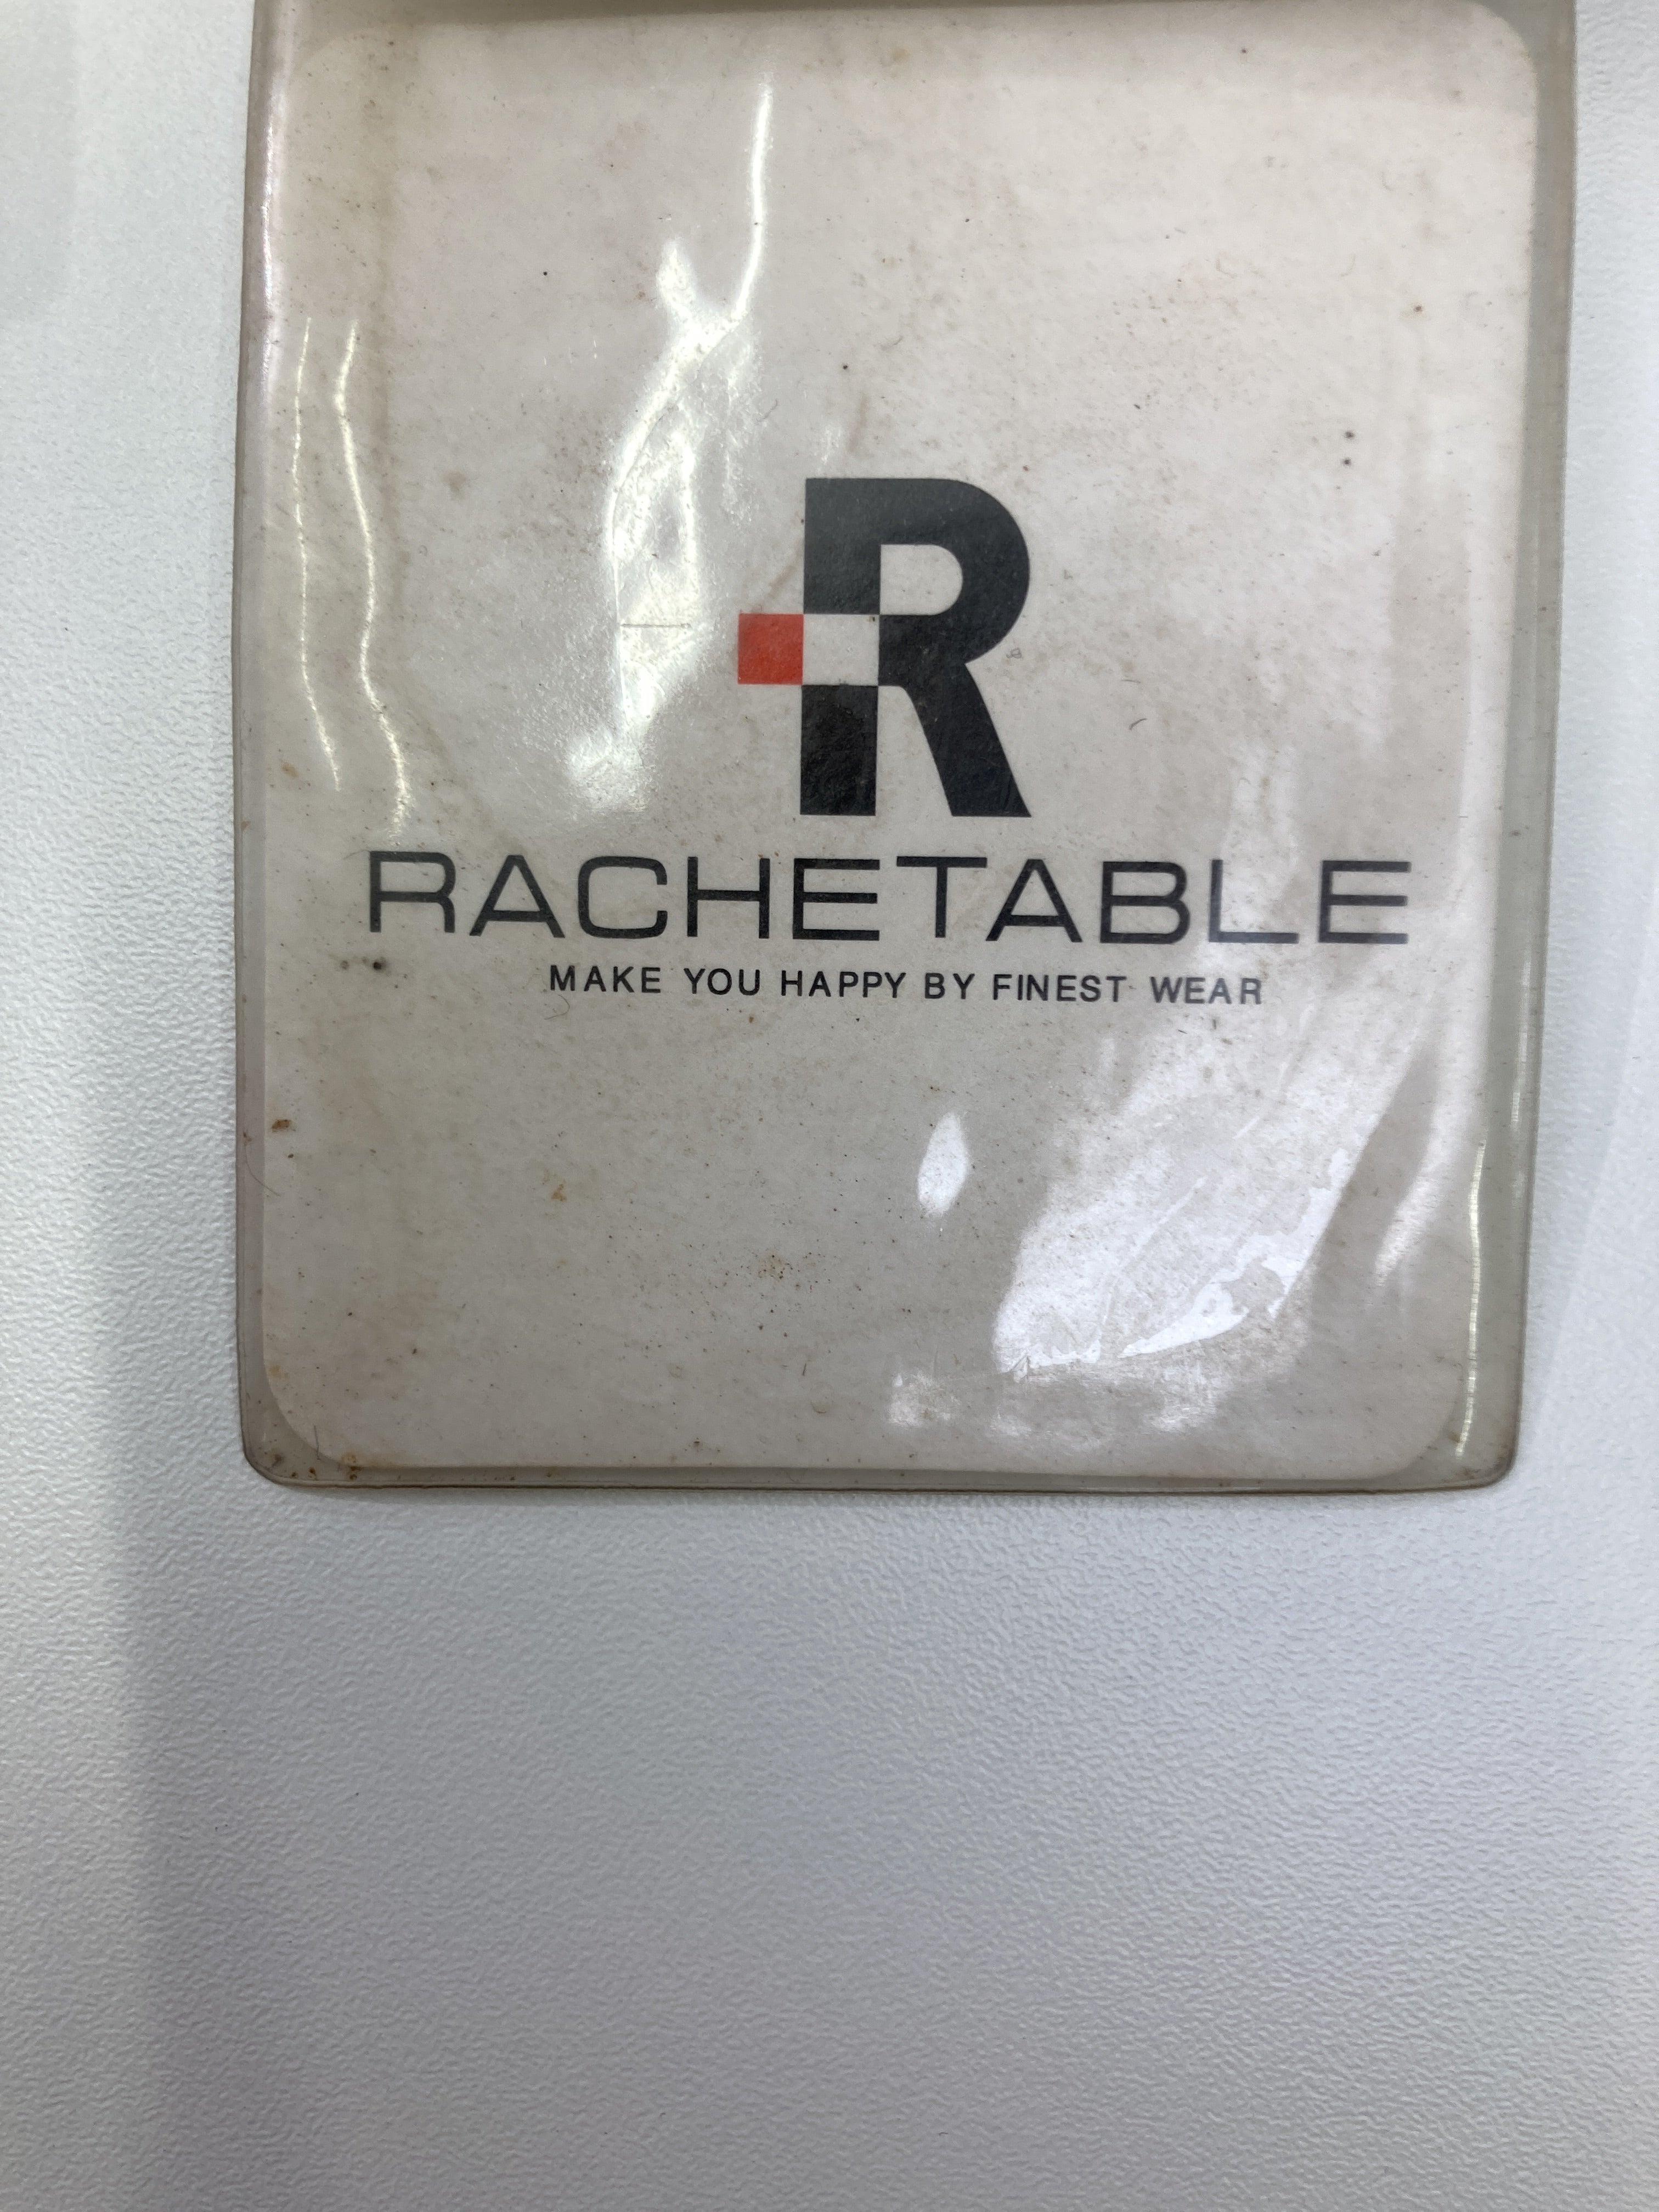 R
RACHETABLE
MAKE YOU HAPPY BY FINEST WEAR